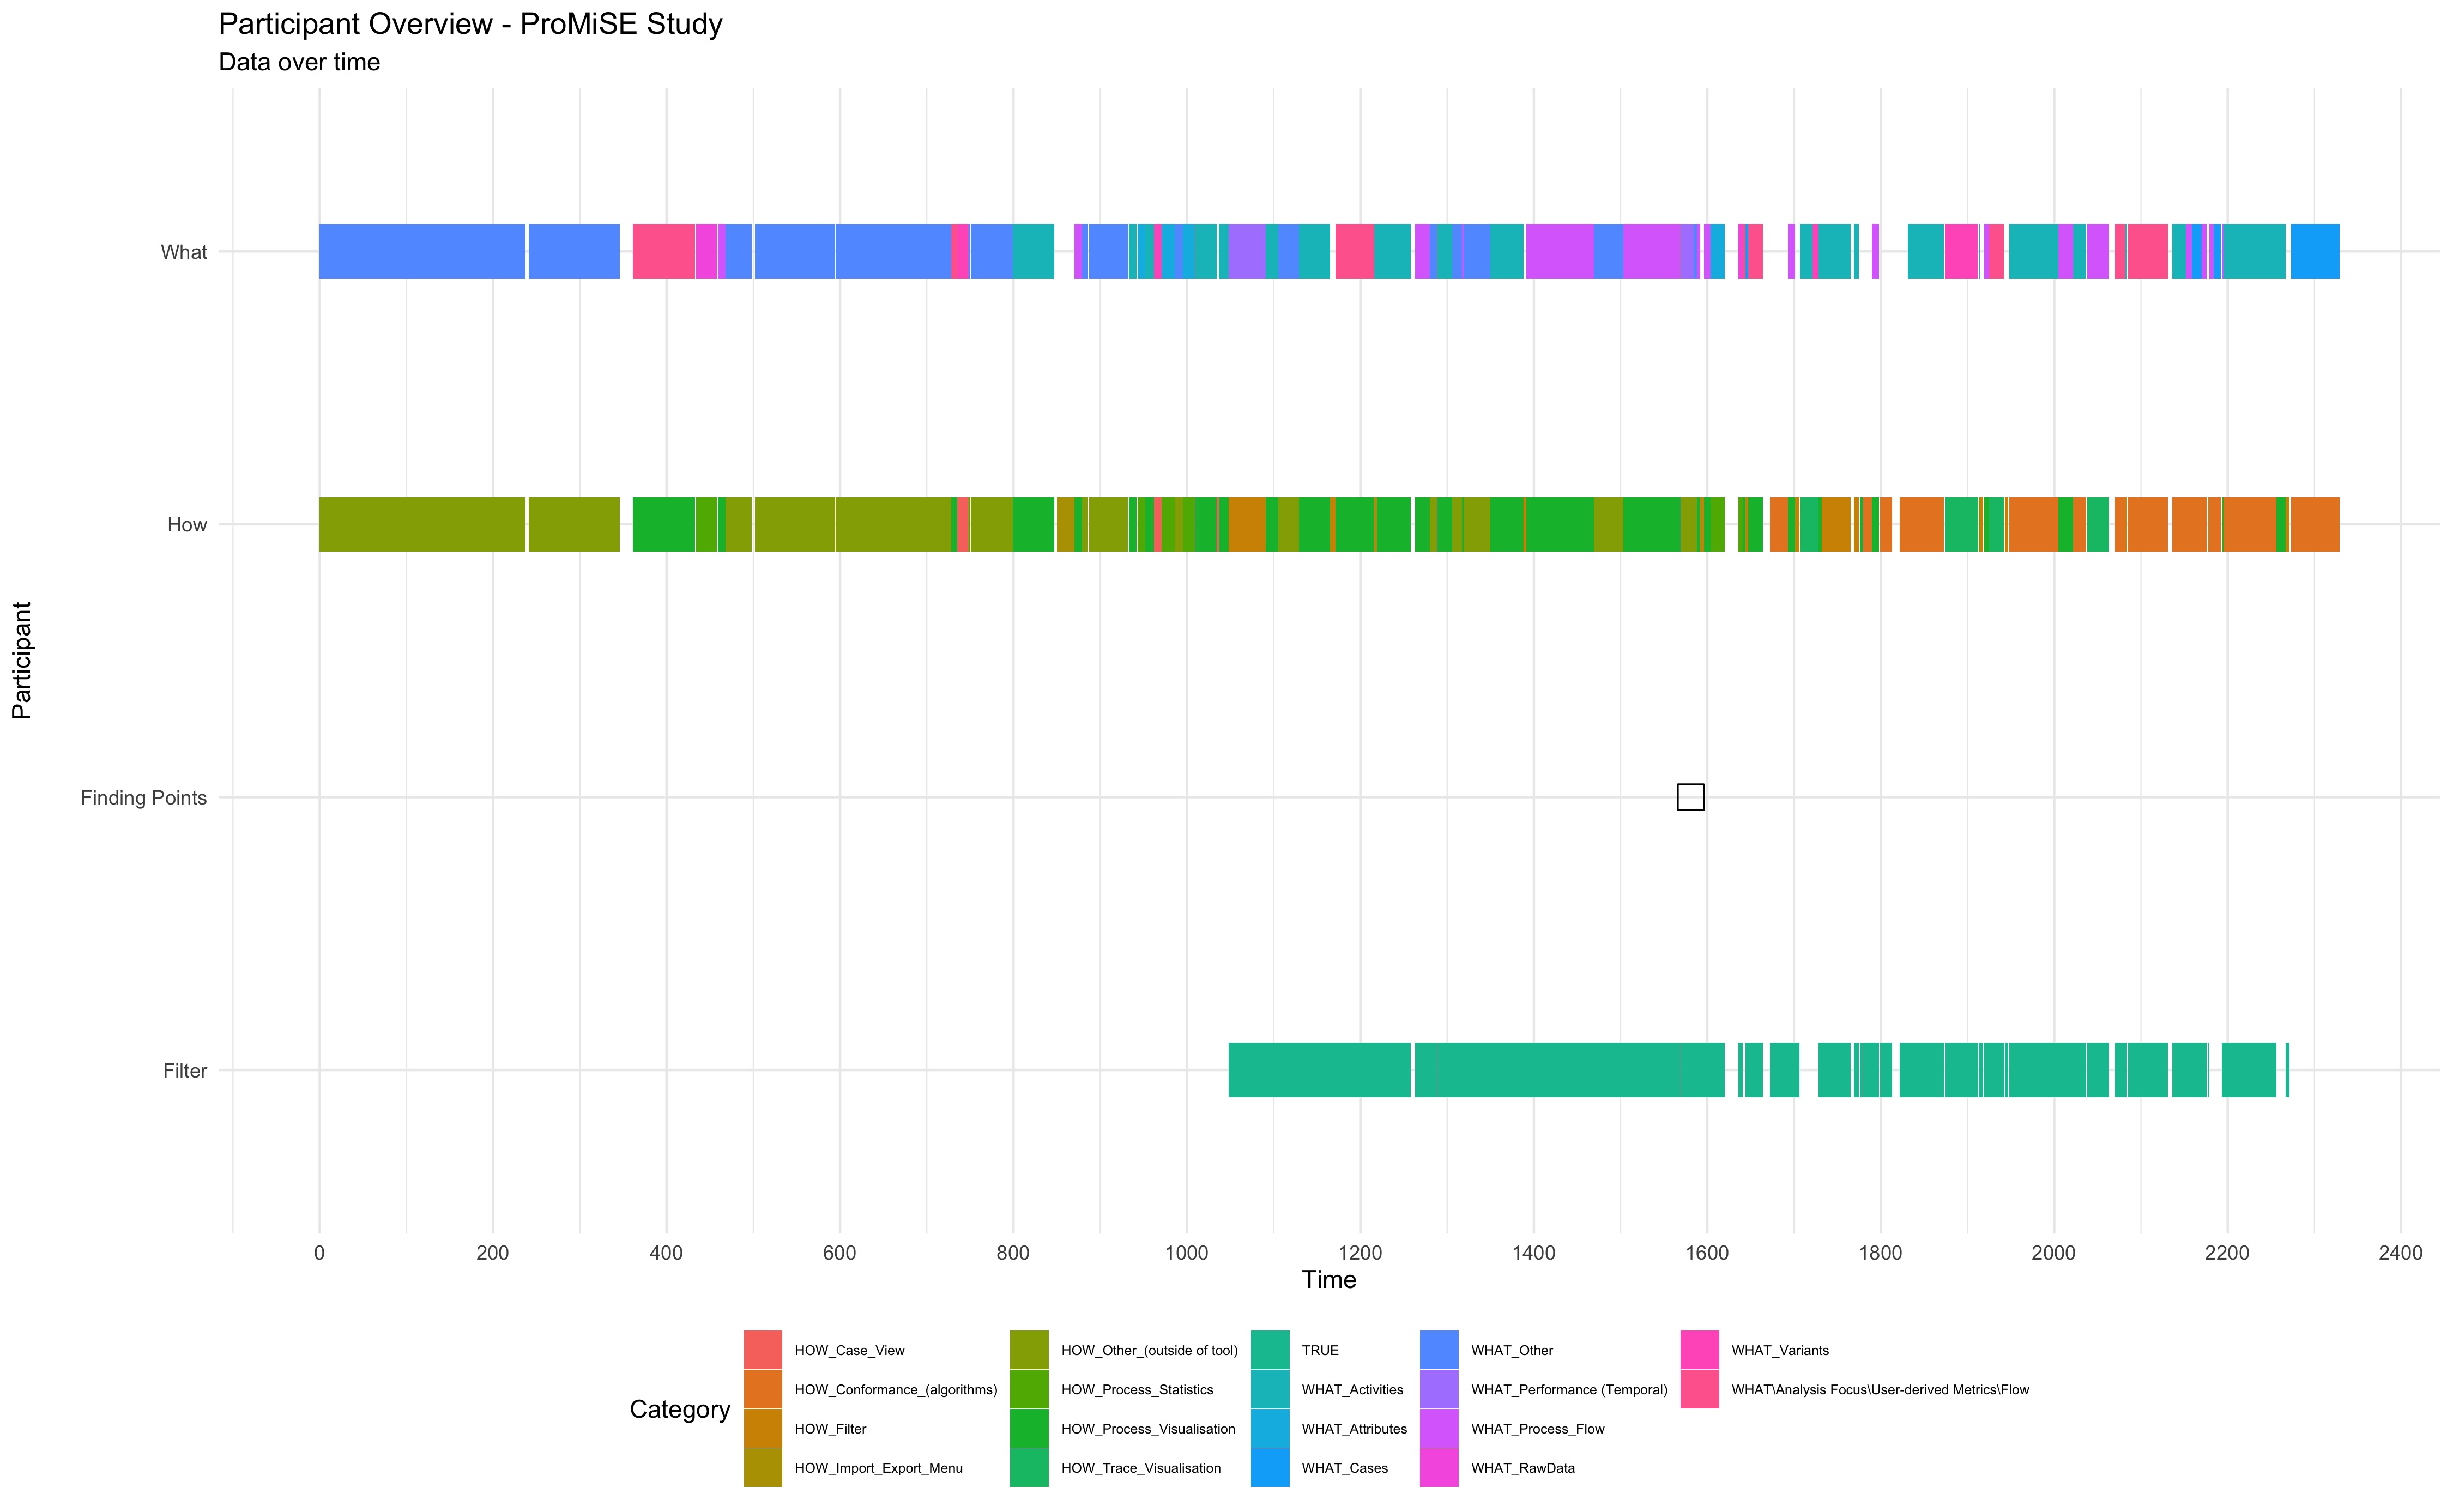 Participant Overview - ProMiSE Study
Data over time
What
How
Finding Points
Filter
Participant
0 200 400 600 800 1000 1200 1400 1600 1800 2000 2200 2400
Time
Category
HOW_Case_View
HOW_Conformance_(algorithms)
HOW_Filter
HOW_Import_Export_Menu
HOW_Other_(outside of tool)
HOW_Process_Statistics
HOW_Process_Visualisation
HOW_Trace_Visualisation
TRUE
WHAT_Activities
WHAT_Attributes
WHAT_Cases
WHAT_Other
WHAT_Performance (Temporal)
WHAT_Process_Flow
WHAT_RawData
WHAT_Variants
WHAT\Analysis Focus\User-derived Metrics\Flow